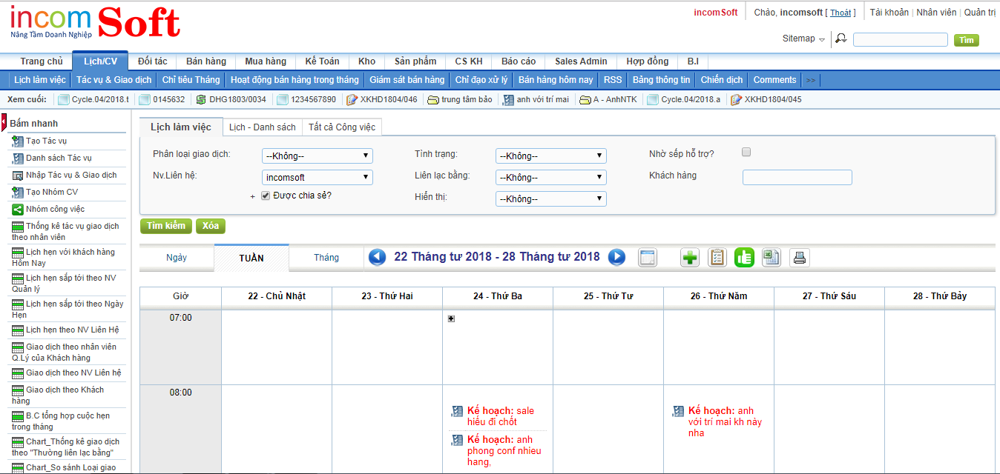 incom Soft
Nâng Tầm Doanh Nghiệp
incomSoft
Chào, incomsoft [ Thoát ]
Tài khoản | Nhân viên | Quản trị
Sitemap
Tìm
Trang chủ
Lịch/CV
Đối tác
Bán hàng
Mua hàng
Kế Toán
Kho
Sản phẩm
CS KH
Báo cáo
Sales Admin
Hợp đồng
B.I
Lịch làm việc
Tác vụ & Giao dịch
Chỉ tiêu Tháng
Hoạt động bán hàng trong tháng
Giám sát bán hàng
Chỉ đạo xử lý
Bán hàng hôm nay
RSS
Bảng thông tin
Chiến dịch
Comments
>>
Xem cuối:
Cycle.04/2018.t
0145632
DHG1803/0034
1234567890
XKHD1804/046
trung tâm bảo
anh với trí mai
A - AnhNTK
Cycle.04/2018.a
XKHD1804/045
Bấm nhanh
Tạo Tác vụ
Danh sách Tác vụ
Nhập Tác vụ & Giao dịch
Tạo Nhóm CV
Nhóm công việc
Thống kê tác vụ giao dịch
theo nhân viên
Lịch hẹn với khách hàng
Hôm Nay
Lịch hẹn sắp tới theo NV
Quản lý
Lịch hẹn sắp tới theo Ngày
Hẹn
Lịch hẹn theo NV Liên Hệ
Giao dịch theo nhân viên
Q.Lý của Khách hàng
Giao dịch theo NV Liên hệ
Giao dịch theo Khách
hàng
B.C tổng hợp cuộc hẹn
trong tháng
Chart_Thống kê giao dịch
theo "Thường liên lạc bằng"
Chart_So sánh Loại giao
Lịch làm việc
Lịch - Danh sách
Tất cả Công việc
Phân loại giao dịch:
--Không--
Tình trạng:
--Không--
Nhờ sếp hỗ trợ?
Nv.Liên hệ:
incomsoft
Liên lạc bằng:
--Không--
Khách hàng
+ Được chia sẻ?
Hiển thị:
--Không--
Tìm kiếm
Xóa
Ngày
TUẦN
Tháng
22 Tháng tư 2018 - 28 Tháng tư 2018
Giờ
22 - Chủ Nhật
23 - Thứ Hai
24 - Thứ Ba
25 - Thứ Tư
26 - Thứ Năm
27 - Thứ Sáu
28 - Thứ Bảy
07:00
08:00
Kế hoạch: sale
hiếu đi chốt
Kế hoạch: anh
phong conf nhieu
hang,
Kế hoạch: anh
với trí mai kh này
nha